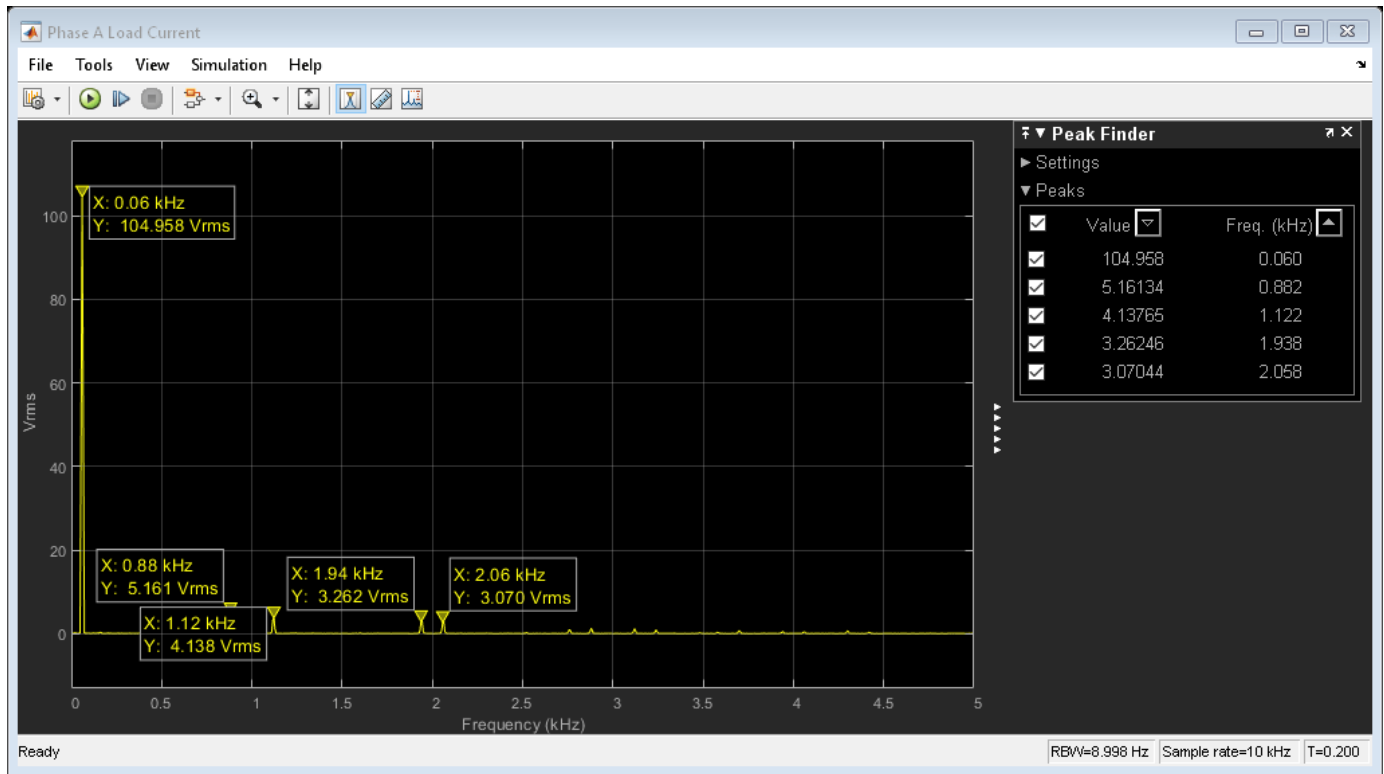 Phase A Load Current
File Tools View Simulation Help
Peak Finder
Settings
Peaks
Value Freq. (kHz)
104.958 0.060
5.16134 0.882
4.13765 1.122
3.26246 1.938
3.07044 2.058
X: 0.06 kHz
Y: 104.958 Vrms
X: 0.88 kHz
Y: 5.161 Vrms
X: 1.12 kHz
Y: 4.138 Vrms
X: 1.94 kHz
Y: 3.262 Vrms
X: 2.06 kHz
Y: 3.070 Vrms
100
80
60
40
20
0
Vrms
0 0.5 1 1.5 2 2.5 3 3.5 4 4.5 5
Frequency (kHz)
Ready RBW=8.998 Hz Sample rate=10 kHz T=0.200